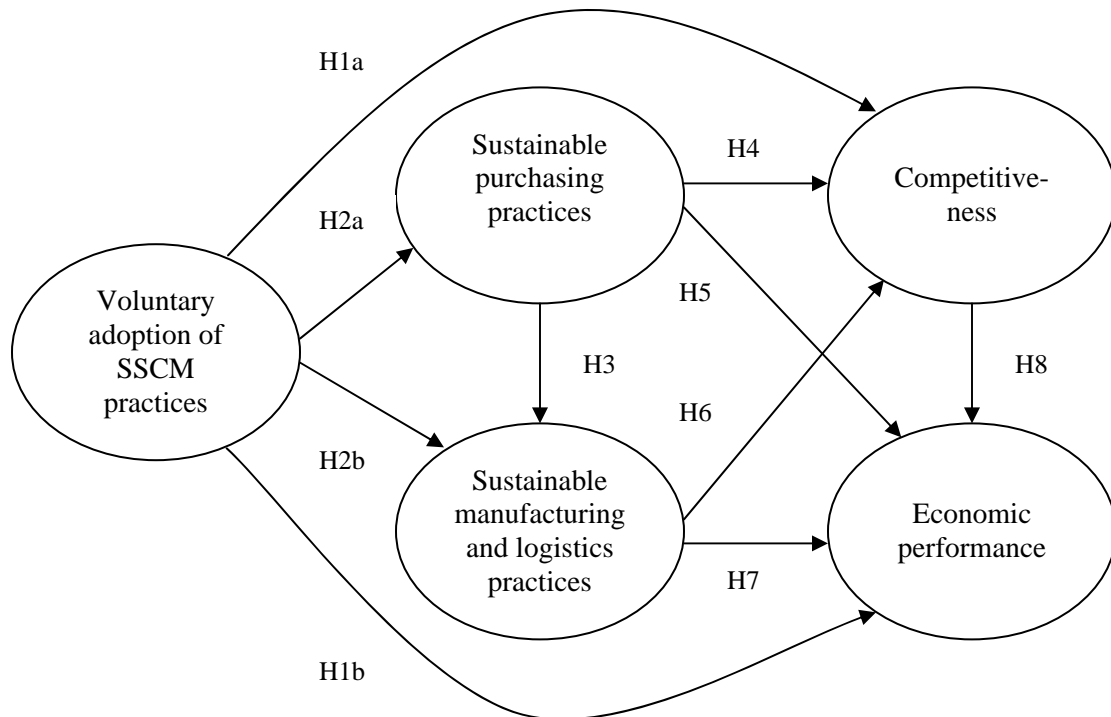 H1a
Sustainable
purchasing
practices
H4
Competitive-
ness
H2a
Voluntary
adoption of
SSCM
practices
H5
H3
H6
H8
H2b
Sustainable
manufacturing
and logistics
practices
Economic
performance
H7
H1b